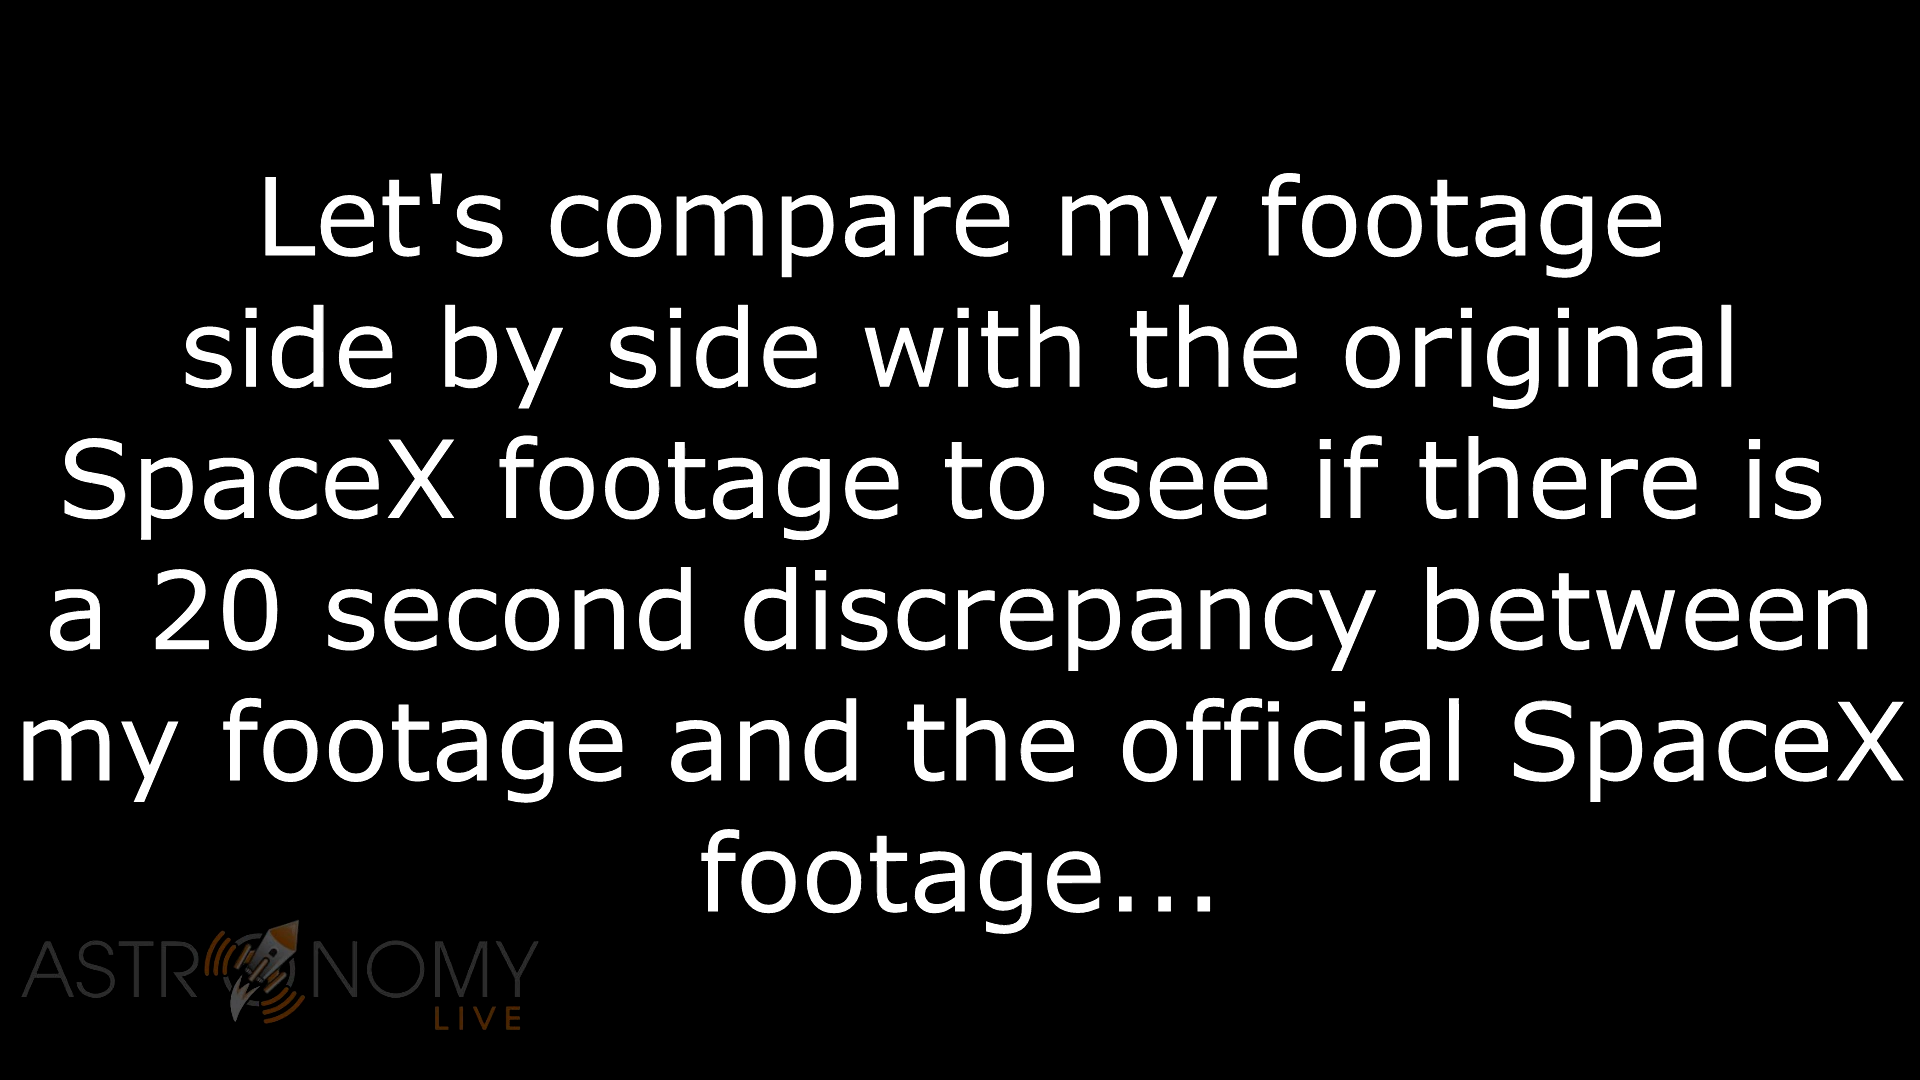 Let's compare my footage
side by side with the original
SpaceX footage to see if there is
a 20 second discrepancy between
my footage and the official SpaceX
footage...
ASTRONOMY
LIVE